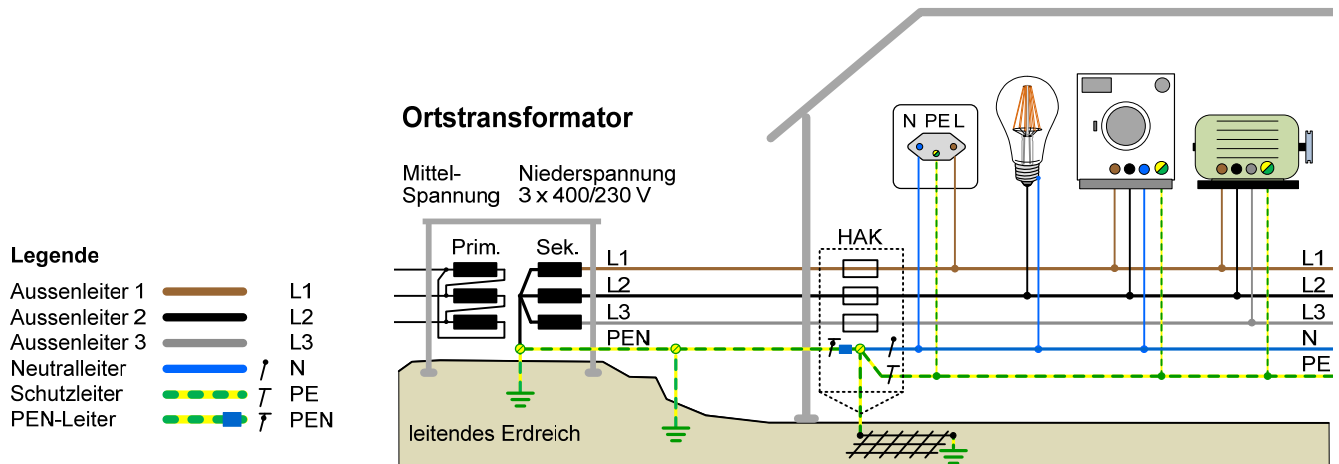 Ortstransformator
Mittel-
Spannung
Niederspannung
3 x 400/230 V
Prim.
Sek.
L1
L2
L3
PEN
HAK
N PE L
L1
L2
L3
N
PE
leitendes Erdreich
Legende
Aussenleiter 1 L1
Aussenleiter 2 L2
Aussenleiter 3 L3
Neutralleiter N
Schutzleiter PE
PEN-Leiter PEN